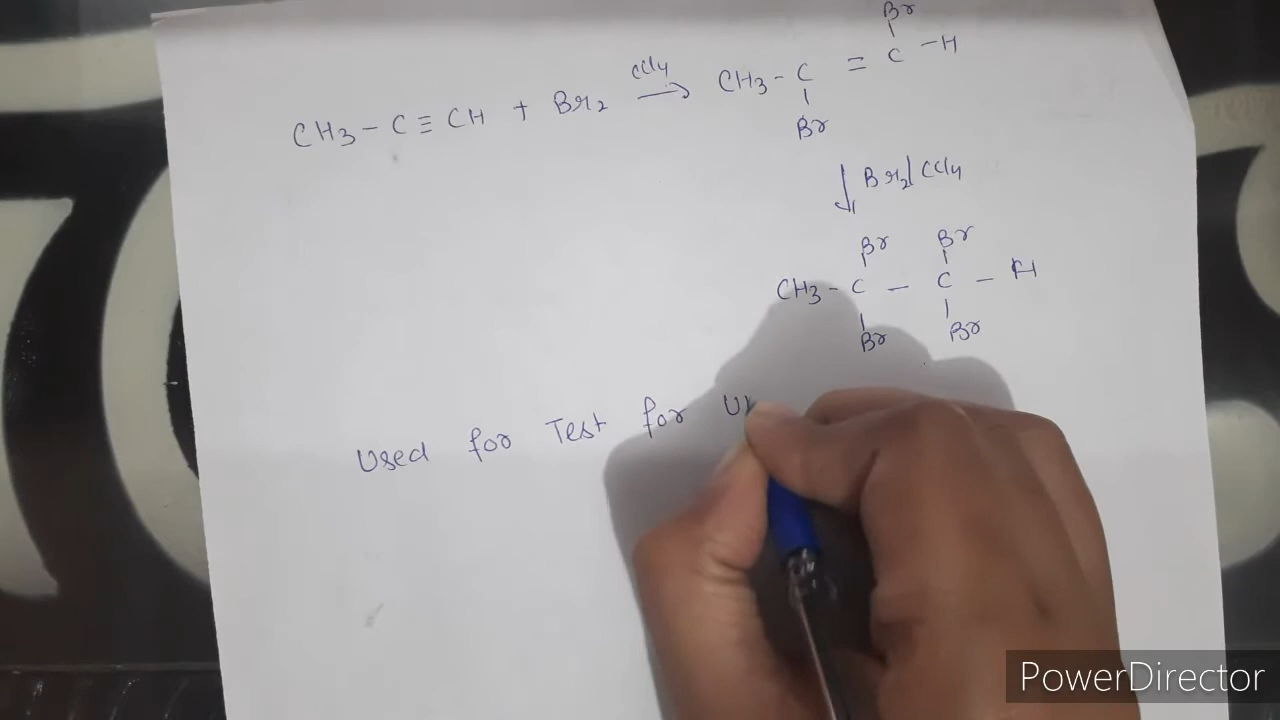 CH3 - C ≡ CH + Br2 CCl4 → CH3 - C = C - H
Br
Br
Br2 | CCl4
Br Br
CH3 - C - C - H
Br Br
Used for Test for
PowerDirector